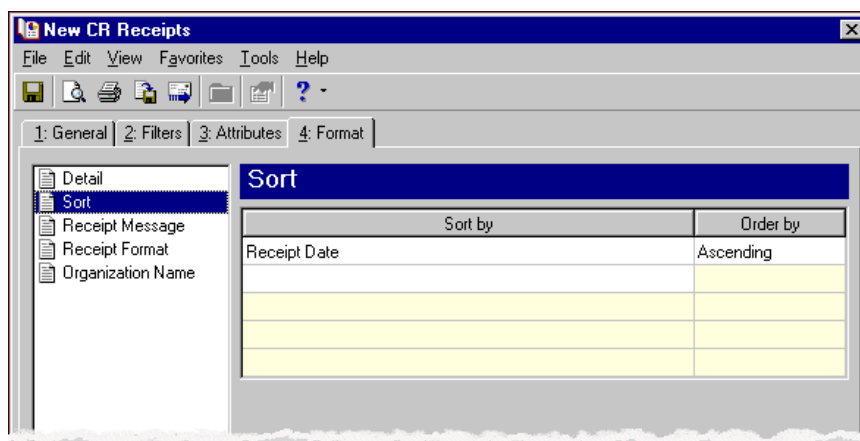 New CR Receipts
File Edit View Favorites Tools Help
1: General 2: Filters 3: Attributes 4: Format
Detail
Sort
Receipt Message
Receipt Format
Organization Name
Sort
Sort by Order by
Receipt Date Ascending